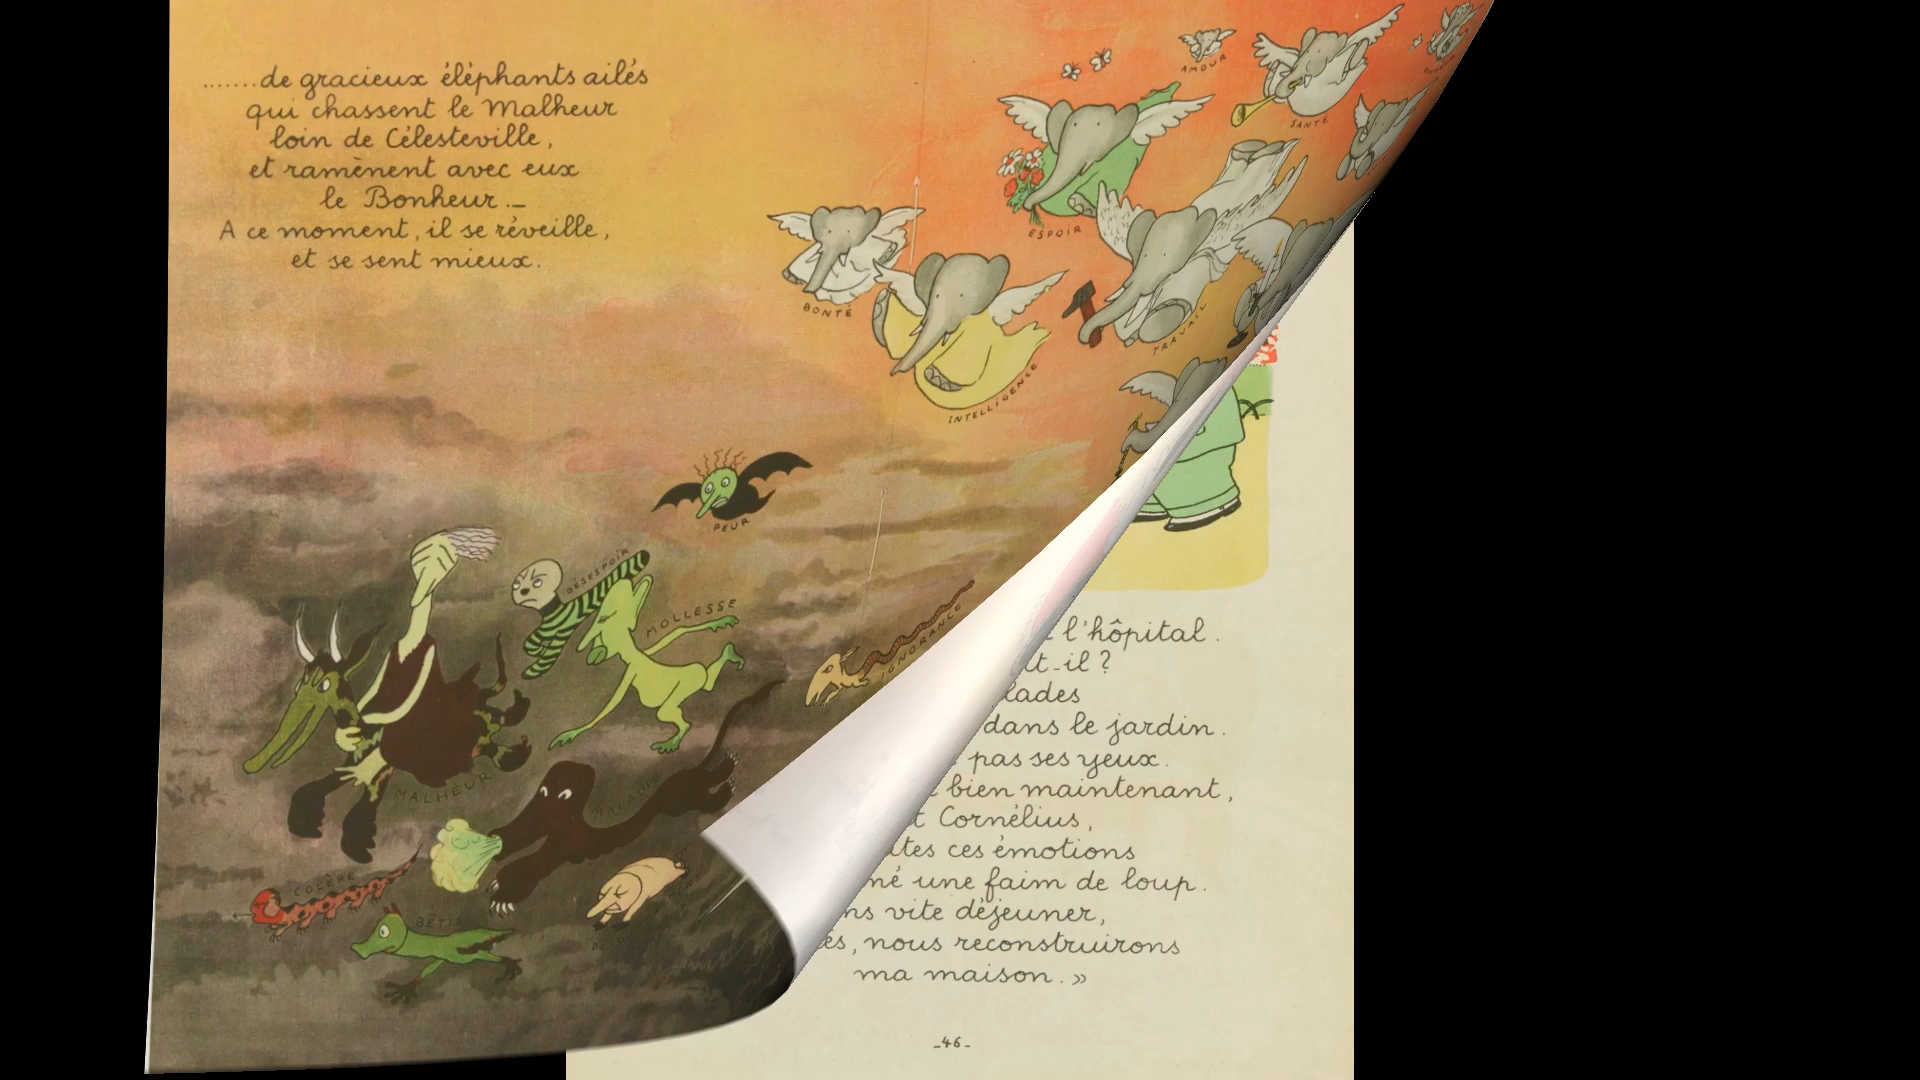 .......de gracieux éléphants ailés
qui chassent le Malheur
loin de Célesteville,
et ramènent avec eux
le Bonheur._
A ce moment, il se réveille,
et se sent mieux.
AMOUR
SANTÉ
ESPOIR
BONTÉ
TRAVAIL
INTELLIGENCE
PEUR
DÉSESPOIR
MOLLESSE
IGNORANCE
MALHEUR
MALADIE
COLÈRE
l'hôpital.
t-il?
lades
dans le jardin.
pas ses yeux.
bien maintenant,
t Cornélius,
tes ces émotions
né une faim de loup.
ns vite déjeuner,
és, nous reconstruirons
ma maison.»
_46_